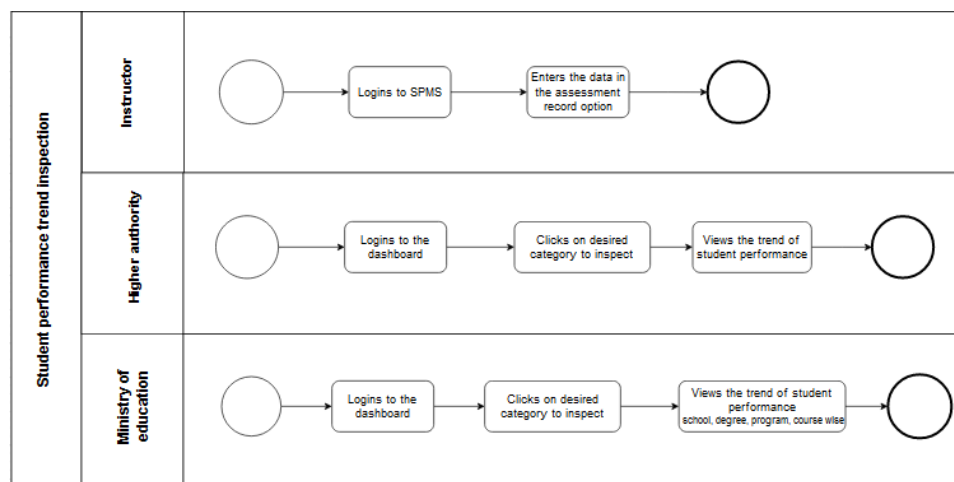 Student performance trend inspection
Instructor
Logins to SPMS
Enters the data in
the assessment
record option
Higher authority
Logins to the
dashboard
Clicks on desired
category to inspect
Views the trend of
student performance
Ministry of
education
Logins to the
dashboard
Clicks on desired
category to inspect
Views the trend of student
performance
school, degree, program, course wise